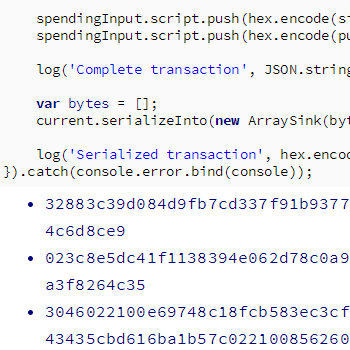 spendingInput.script.push(hex.encode(s
spendingInput.script.push(hex.encode(pu
log('Complete transaction', JSON.string
var bytes = [];
current.serializeInto(new ArraySink(byt
log('Serialized transaction', hex.encod
}).catch(console.error.bind(console));
• 32883c39d084d9fb7cd337f91b9377
4c6d8ce9
• 023c8e5dc41f1138394e062d78c0a9
a3f8264c35
• 3046022100e69748c18fcb583ec3cf
43435cbd616ba1b57c022100856260